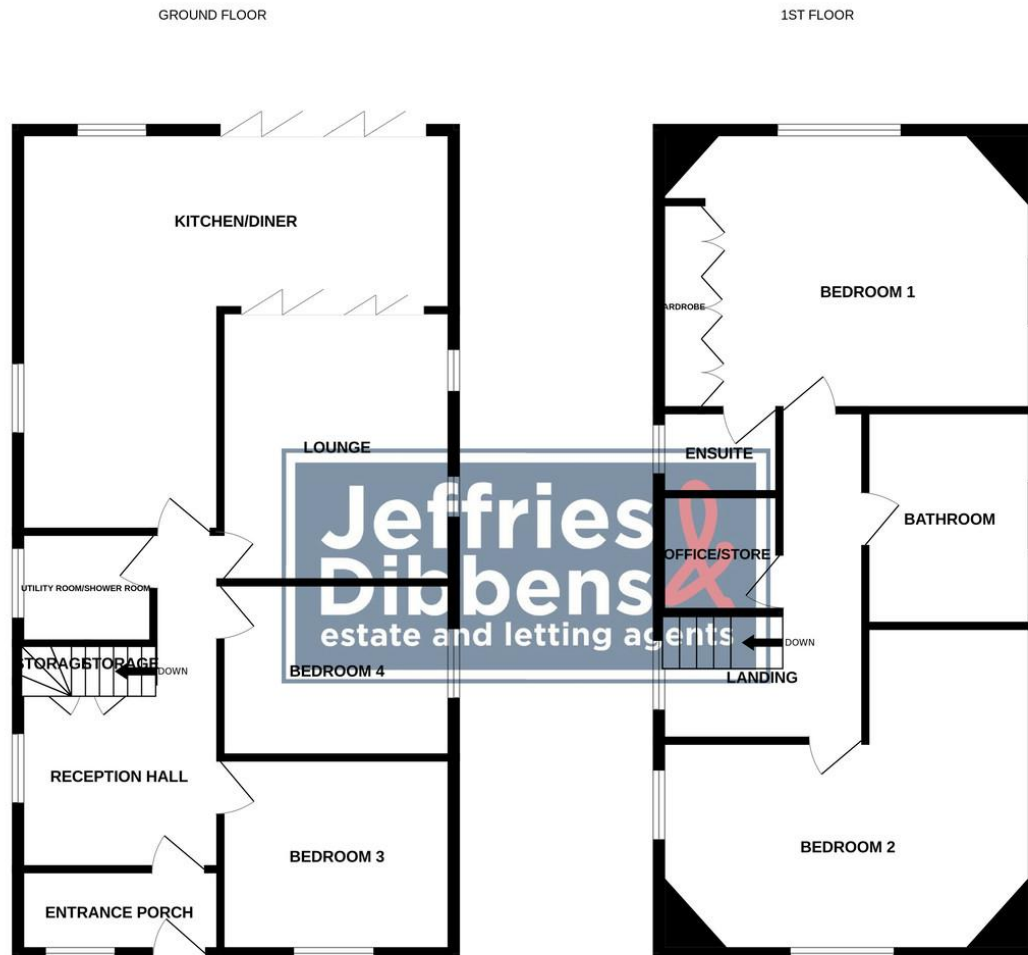 GROUND FLOOR
1ST FLOOR
KITCHEN/DINER
LOUNGE
UTILITY ROOM/SHOWER ROOM
STORAGE
STORAGE
DOWN
BEDROOM 4
RECEPTION HALL
BEDROOM 3
ENTRANCE PORCH
BEDROOM 1
ARDROBE
ENSUITE
BATHROOM
OFFICE/STORE
DOWN
LANDING
BEDROOM 2
Jeffries &
Dibbens
estate and letting agents